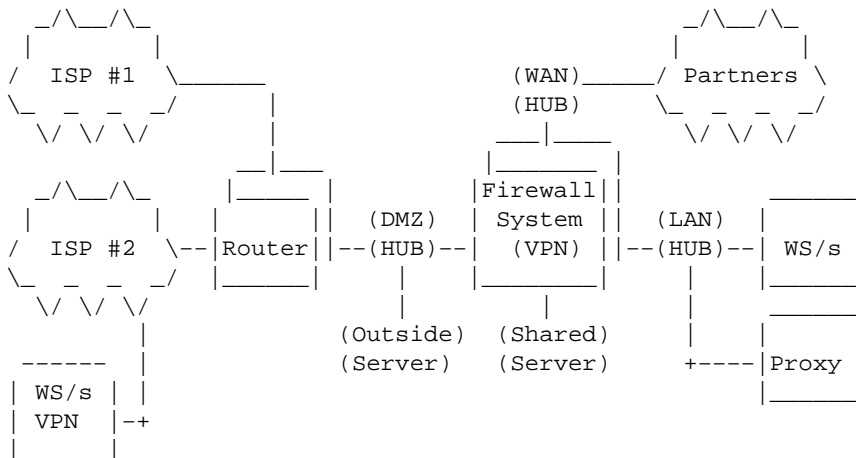 ISP #1 (WAN) Partners
(HUB)
Firewall
(DMZ) System (LAN)
ISP #2 Router (HUB) (VPN) (HUB) WS/s
(Outside) (Shared)
(Server) (Server) Proxy
WS/s
VPN